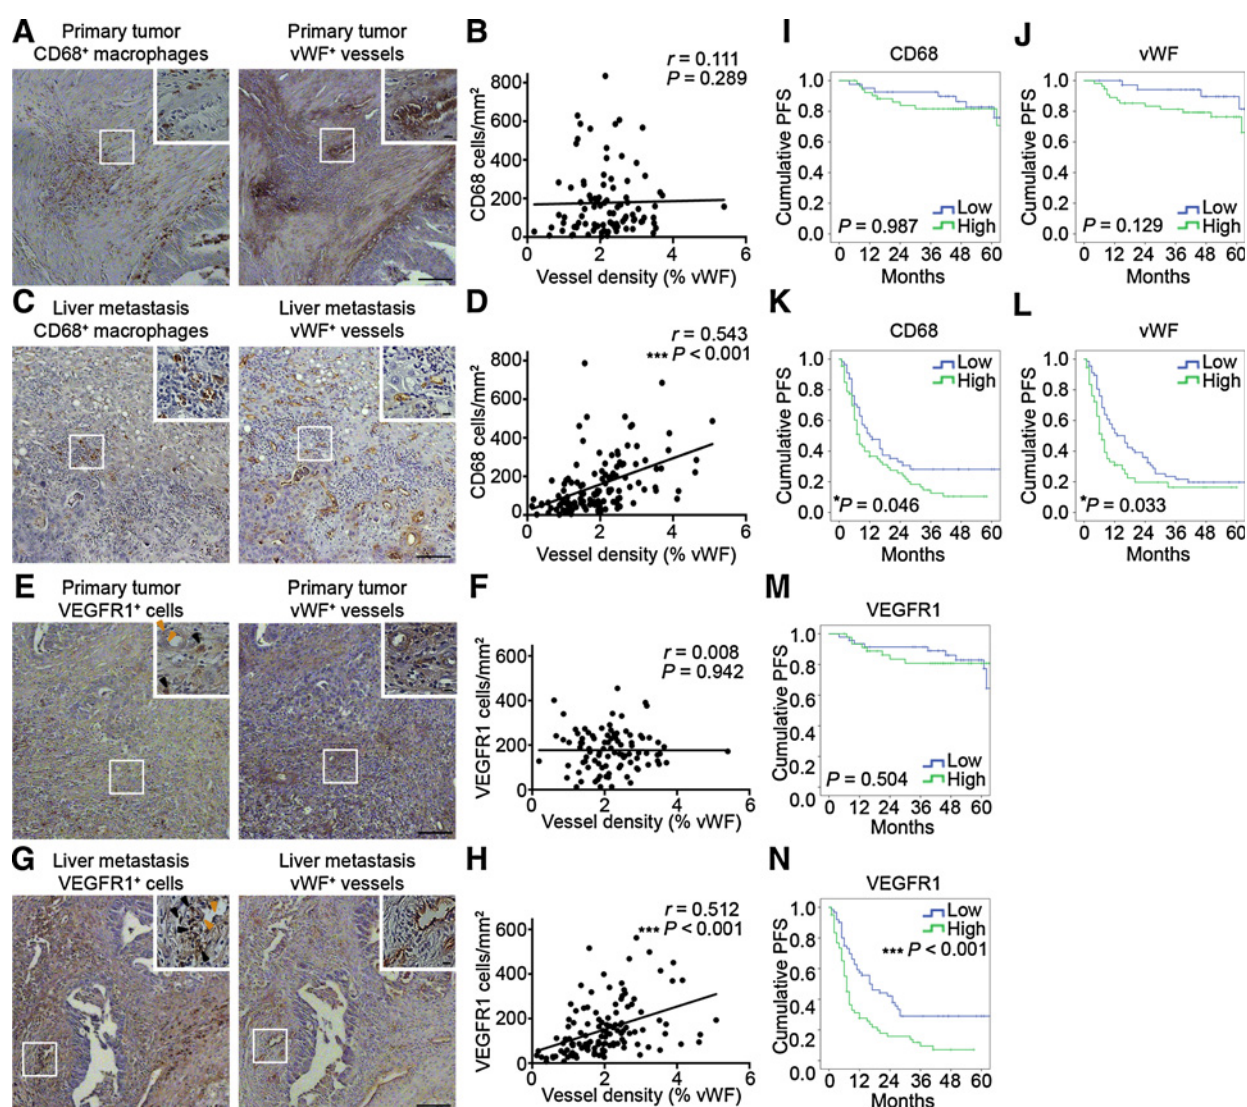 A
Primary tumor
CD68+ macrophages
Primary tumor
vWF+ vessels
B
r = 0.111
P = 0.289
800
600
400
200
0
CD68 cells/mm²
0 2 4 6
Vessel density (% vWF)
I
CD68
1.0
0.8
0.6
0.4
0.2
0.0
Cumulative PFS
Low
High
P = 0.987
0 12 24 36 48 60
Months
J
vWF
1.0
0.8
0.6
0.4
0.2
0.0
Cumulative PFS
Low
High
P = 0.129
0 12 24 36 48 60
Months
C
Liver metastasis
CD68+ macrophages
Liver metastasis
vWF+ vessels
D
r = 0.543
*** P < 0.001
800
600
400
200
0
CD68 cells/mm²
0 2 4 6
Vessel density (% vWF)
K
CD68
1.0
0.8
0.6
0.4
0.2
0.0
Cumulative PFS
Low
High
*P = 0.046
0 12 24 36 48 60
Months
L
vWF
1.0
0.8
0.6
0.4
0.2
0.0
Cumulative PFS
Low
High
*P = 0.033
0 12 24 36 48 60
Months
E
Primary tumor
VEGFR1+ cells
Primary tumor
vWF+ vessels
F
r = 0.008
P = 0.942
600
400
200
0
VEGFR1 cells/mm²
0 2 4 6
Vessel density (% vWF)
M
VEGFR1
1.0
0.8
0.6
0.4
0.2
0.0
Cumulative PFS
Low
High
P = 0.504
0 12 24 36 48 60
Months
G
Liver metastasis
VEGFR1+ cells
Liver metastasis
vWF+ vessels
H
r = 0.512
*** P < 0.001
600
400
200
0
VEGFR1 cells/mm²
0 2 4 6
Vessel density (% vWF)
N
VEGFR1
1.0
0.8
0.6
0.4
0.2
0.0
Cumulative PFS
Low
High
*** P < 0.001
0 12 24 36 48 60
Months